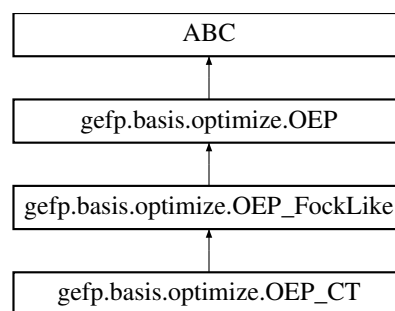 ABC
gefp.basis.optimize.OEP
gefp.basis.optimize.OEP_FockLike
gefp.basis.optimize.OEP_CT